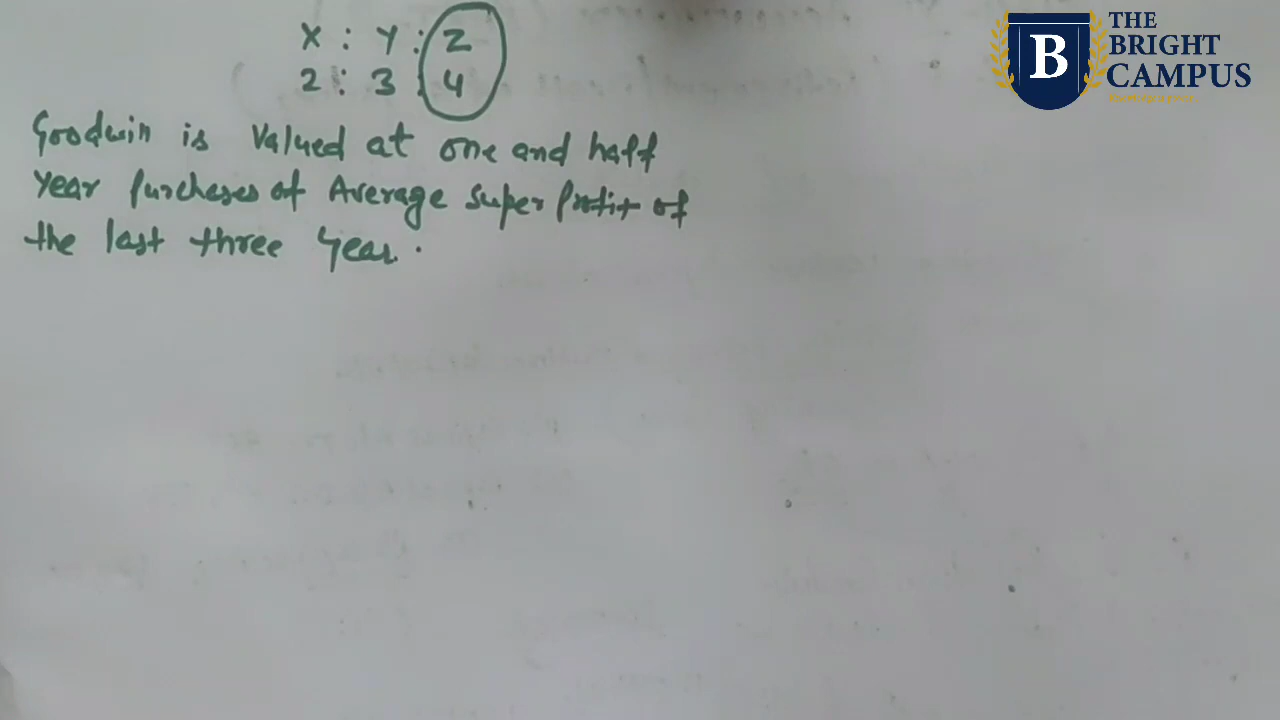 X : Y : Z
2 : 3 : 4
Goodwin is Valued at one and half
Year Purchases of Average super Profit of
the last three Year.
B
THE
BRIGHT
CAMPUS